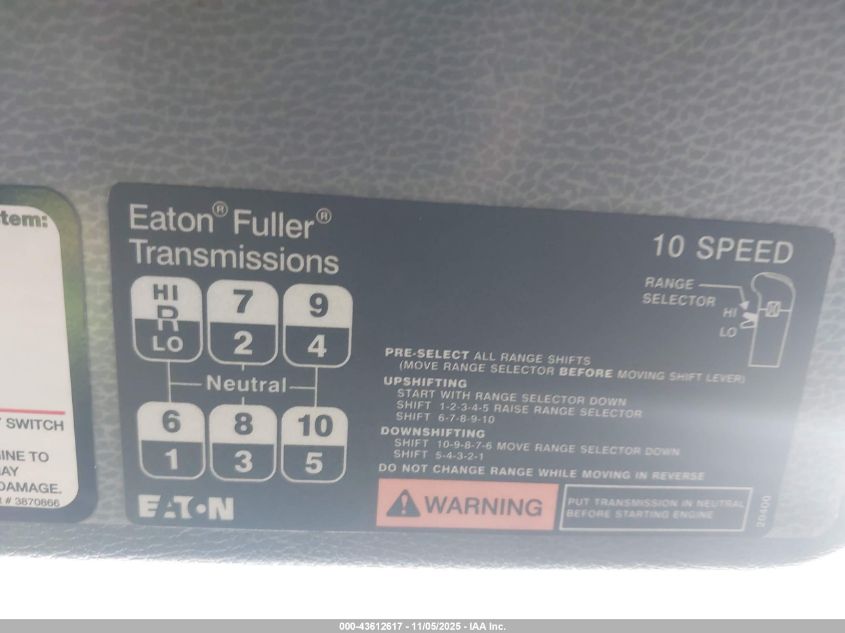 tem:
Y SWITCH
GINE TO
MAY
DAMAGE.
# 3870866
Eaton® Fuller®
Transmissions
10 SPEED
HI
R
LO
7
2
9
4
Neutral
6
1
8
3
10
5
EATON
RANGE
SELECTOR
HI
LO
PRE-SELECT ALL RANGE SHIFTS
(MOVE RANGE SELECTOR BEFORE MOVING SHIFT LEVER)
UPSHIFTING
START WITH RANGE SELECTOR DOWN
SHIFT 1-2-3-4-5 RAISE RANGE SELECTOR
SHIFT 6-7-8-9-10
DOWNSHIFTING
SHIFT 10-9-8-7-6 MOVE RANGE SELECTOR DOWN
SHIFT 5-4-3-2-1
DO NOT CHANGE RANGE WHILE MOVING IN REVERSE
WARNING
PUT TRANSMISSION IN NEUTRAL
BEFORE STARTING ENGINE
20400
000-43612617 - 11/05/2025 - IAA Inc.